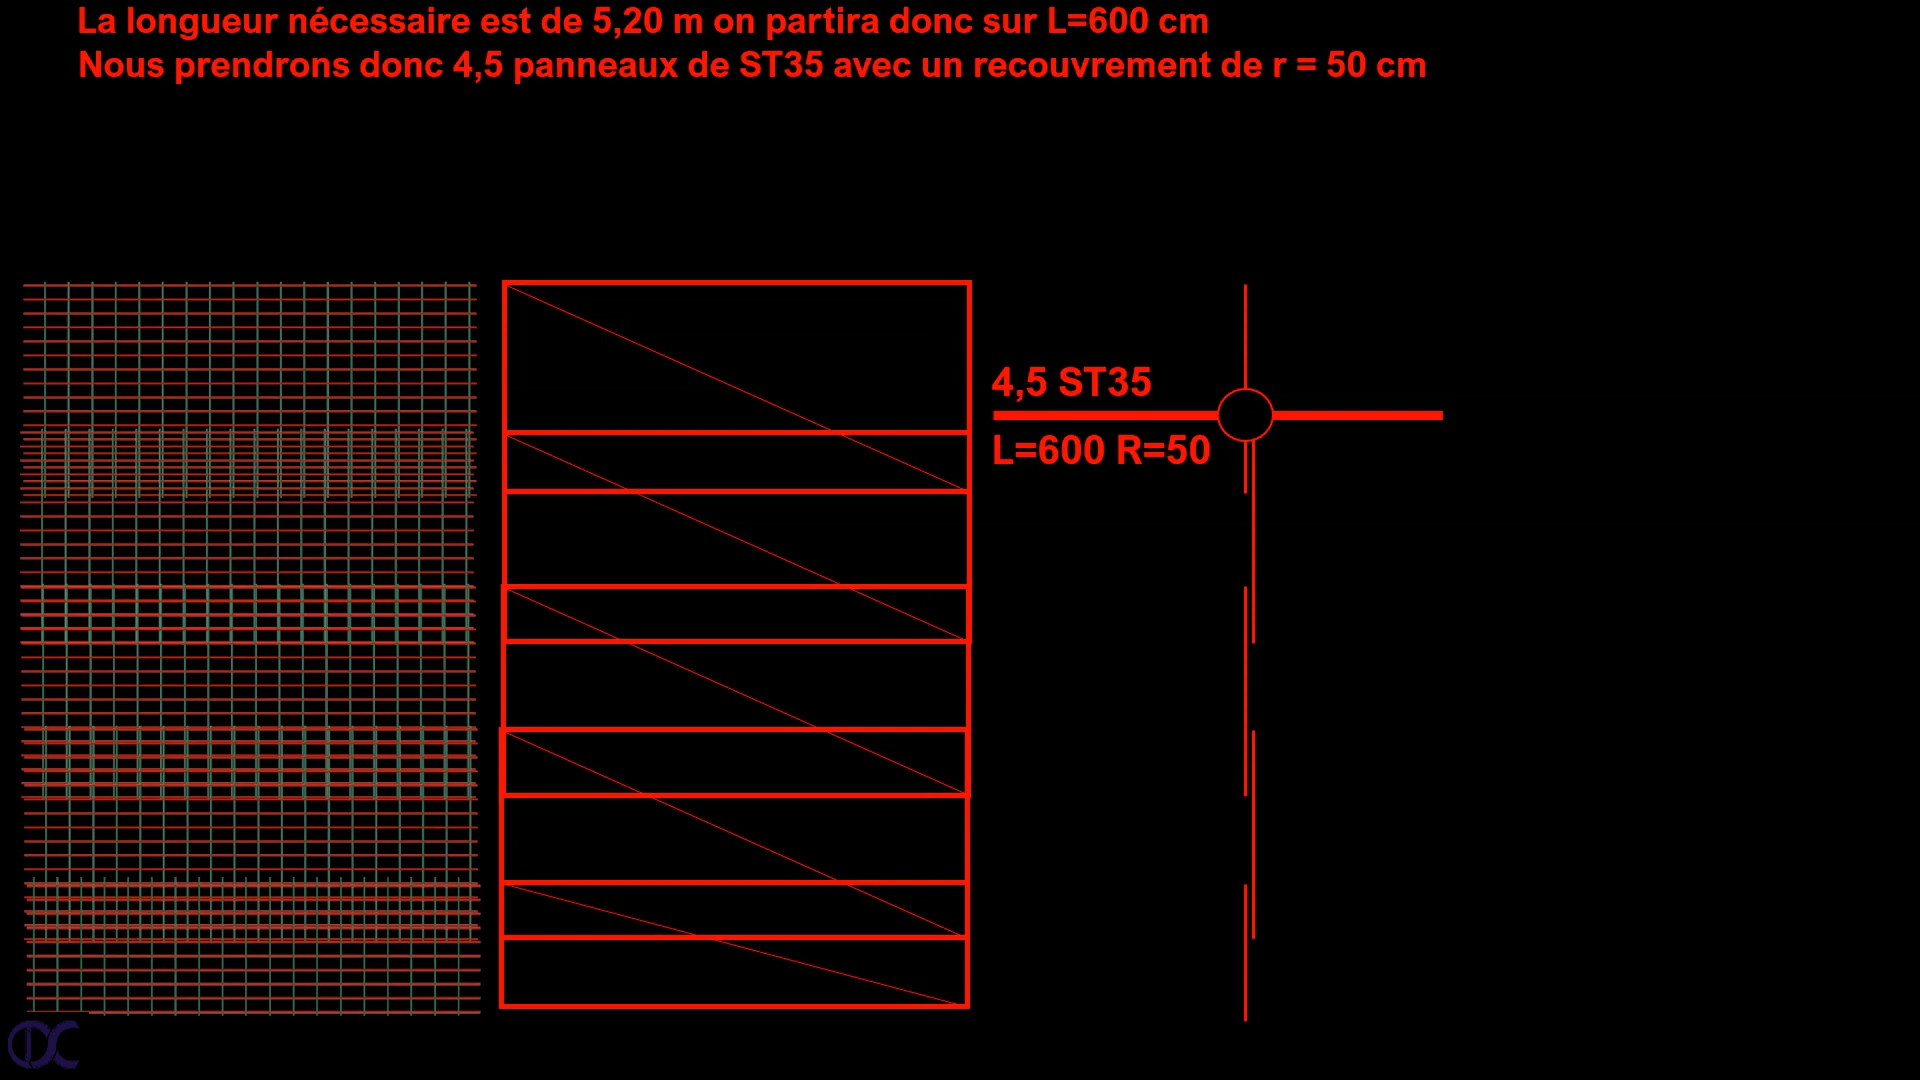 La longueur nécessaire est de 5,20 m on partira donc sur L=600 cm
Nous prendrons donc 4,5 panneaux de ST35 avec un recouvrement de r = 50 cm
4,5 ST35
L=600 R=50